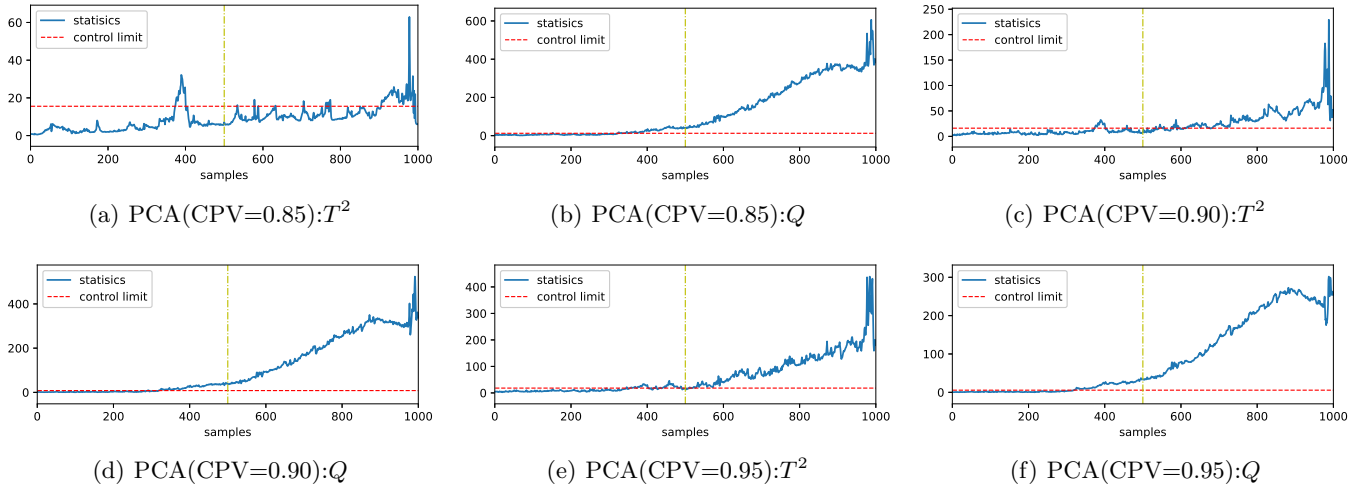 60
40
20
0
statisics
control limit
0 200 400 600 800 1000
samples
(a) PCA(CPV=0.85):T²
600
400
200
0
statisics
control limit
0 200 400 600 800 1000
samples
(b) PCA(CPV=0.85):Q
250
200
150
100
50
0
statisics
control limit
0 200 400 600 800 1000
samples
(c) PCA(CPV=0.90):T²
400
200
0
statisics
control limit
0 200 400 600 800 1000
samples
(d) PCA(CPV=0.90):Q
400
300
200
100
0
statisics
control limit
0 200 400 600 800 1000
samples
(e) PCA(CPV=0.95):T²
300
200
100
0
statisics
control limit
0 200 400 600 800 1000
samples
(f) PCA(CPV=0.95):Q